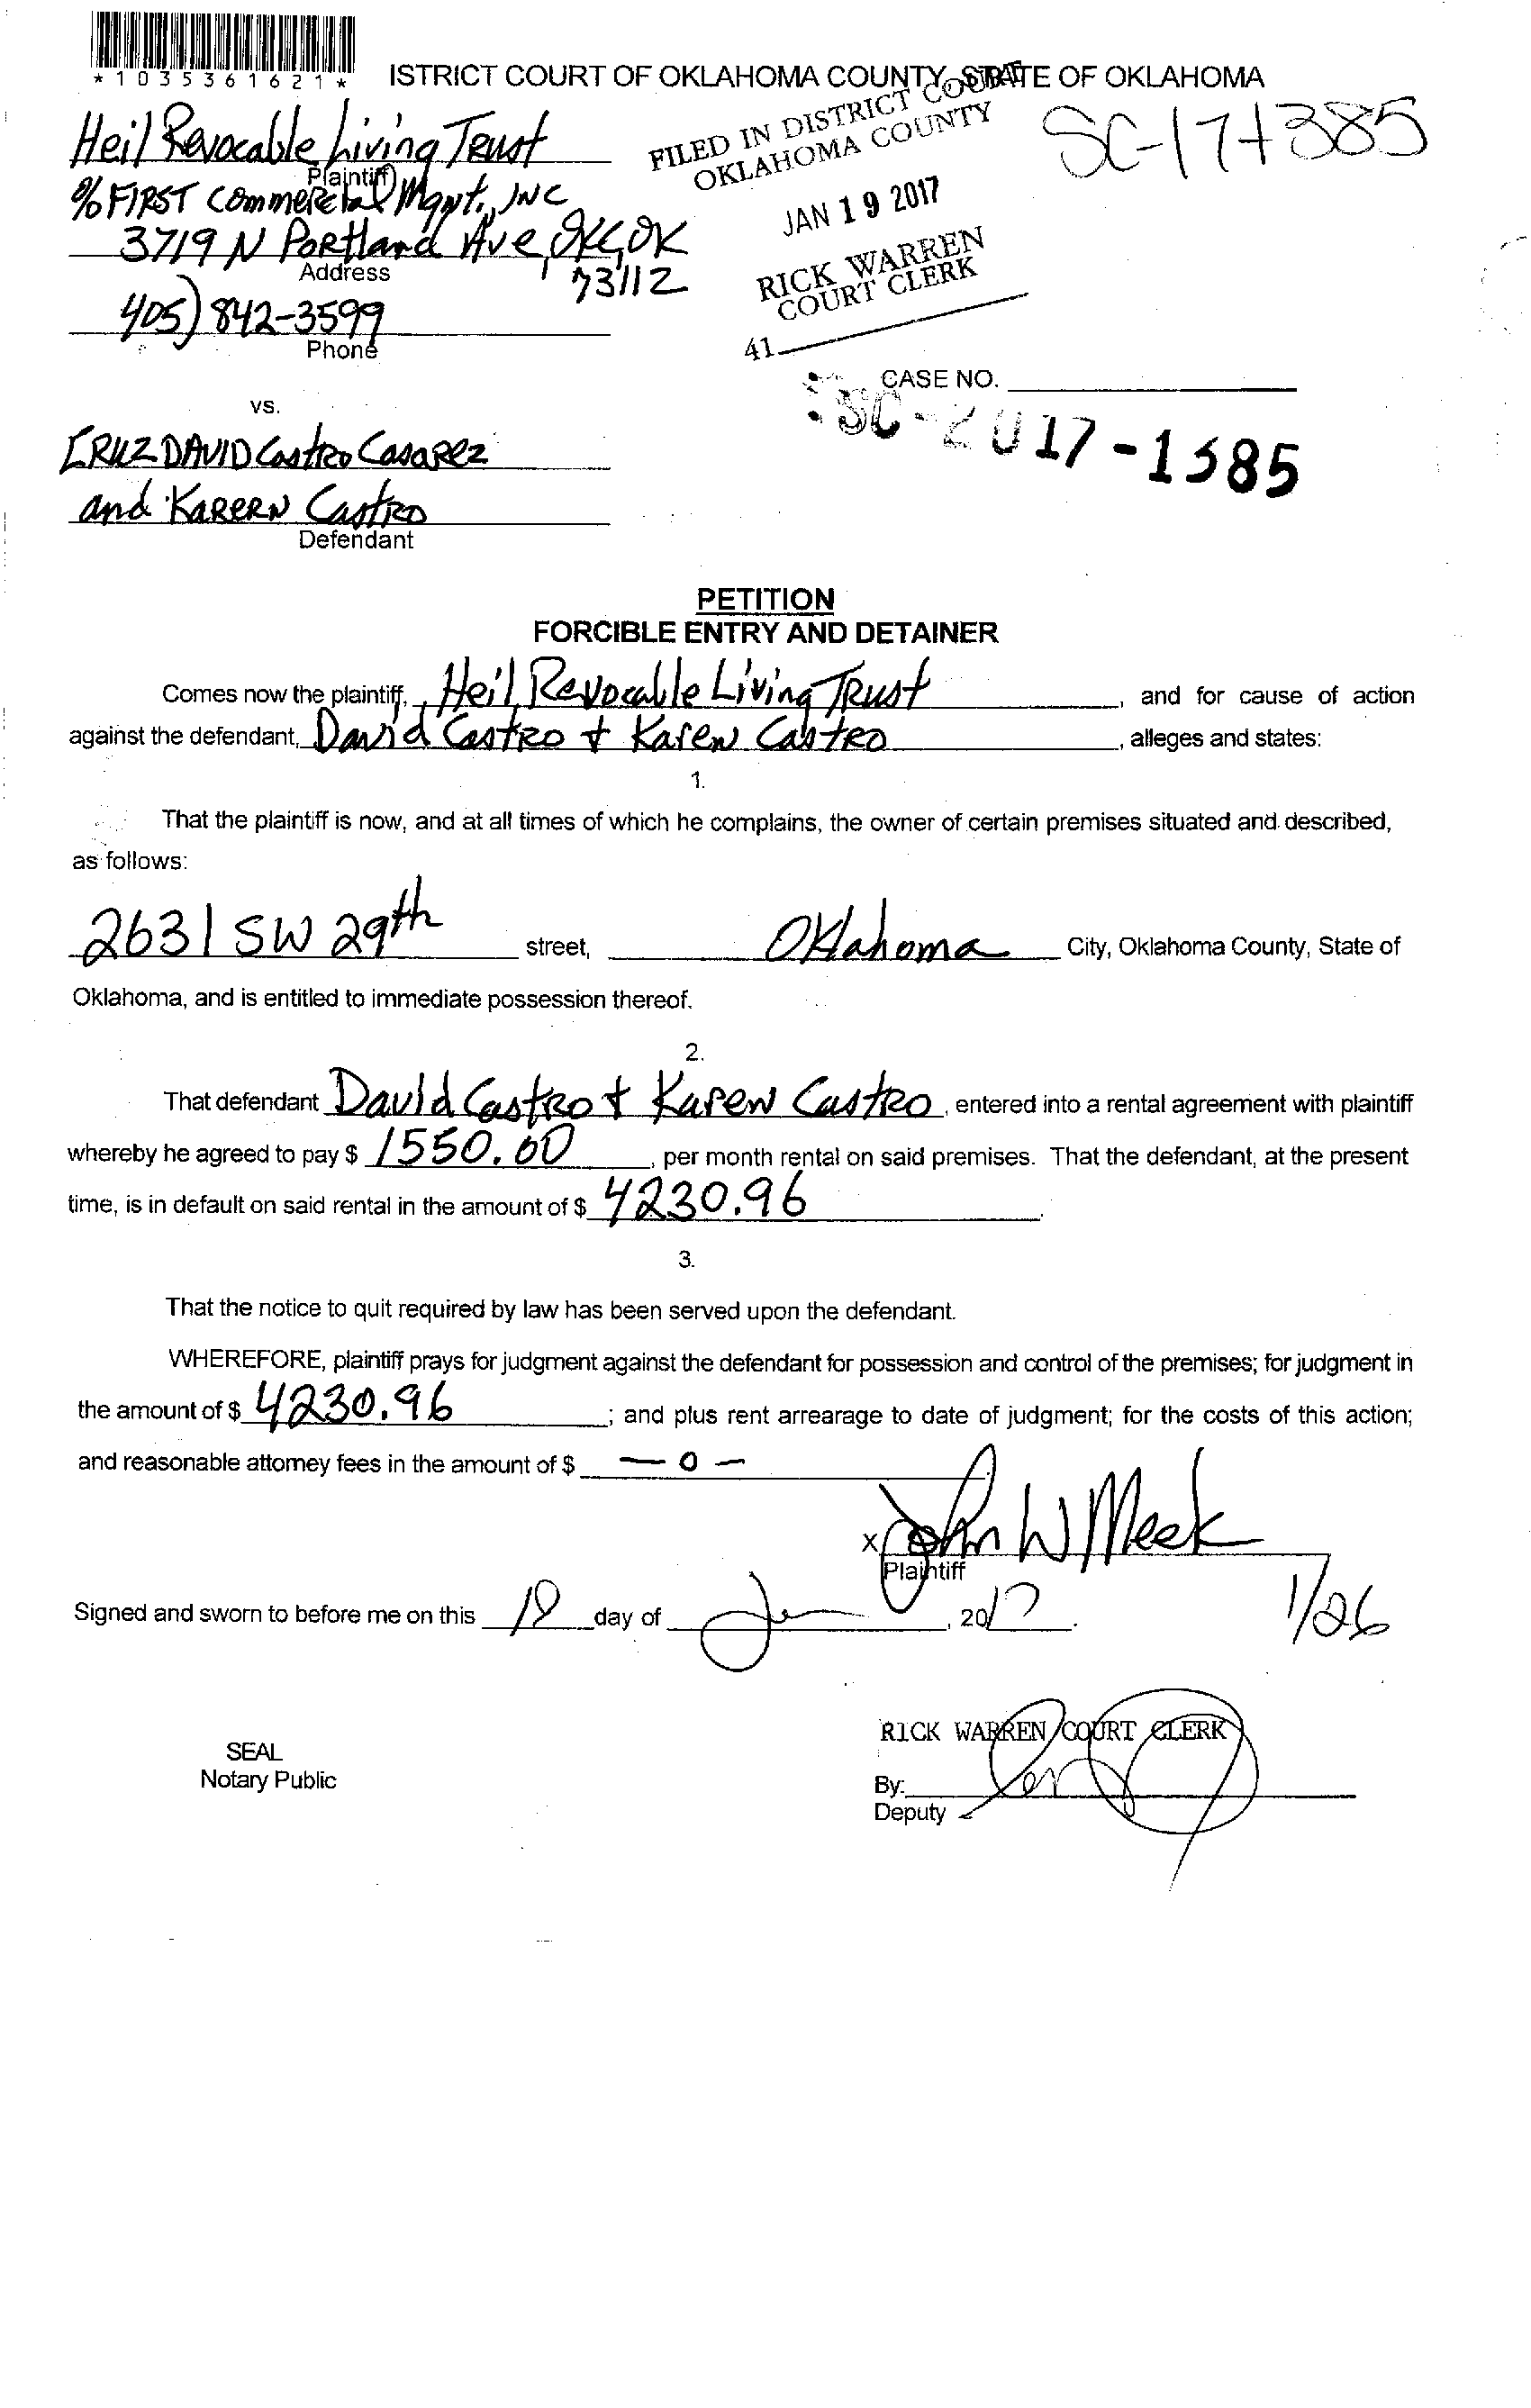 *1035361621*
ISTRICT COURT OF OKLAHOMA COUNTY, STATE OF OKLAHOMA
FILED IN DISTRICT COURT
OKLAHOMA COUNTY
JAN 19 2017
RICK WARREN
COURT CLERK
41
SC-17-1385
Heil Revocable Living Trust
Plaintiff
% FIRST Commercial Mgmt., INC
3719 N Portland Ave, OKC, OK
Address
73112
405) 842-3599
Phone
CASE NO.
SC-2017-1385
vs.
CRUZ DAVID Castro Casarez
and Karern Castro
Defendant
PETITION
FORCIBLE ENTRY AND DETAINER
Comes now the plaintiff, Heil Revocable Living Trust, and for cause of action
against the defendant, David Castro + Karen Castro, alleges and states:
1.
That the plaintiff is now, and at all times of which he complains, the owner of certain premises situated and described,
as follows:
2631 SW 29th street, Oklahoma City, Oklahoma County, State of
Oklahoma, and is entitled to immediate possession thereof.
2.
That defendant David Castro + Karen Castro, entered into a rental agreement with plaintiff
whereby he agreed to pay $ 1550.00, per month rental on said premises. That the defendant, at the present
time, is in default on said rental in the amount of $ 4230.96.
3.
That the notice to quit required by law has been served upon the defendant.
WHEREFORE, plaintiff prays for judgment against the defendant for possession and control of the premises; for judgment in
the amount of $ 4230.96; and plus rent arrearage to date of judgment; for the costs of this action;
and reasonable attorney fees in the amount of $ — 0 —.
x John W Meek
Plaintiff
Signed and sworn to before me on this 19 day of Jan, 2017.
1/26
RICK WARREN COURT CLERK
SEAL
Notary Public
By:
Deputy